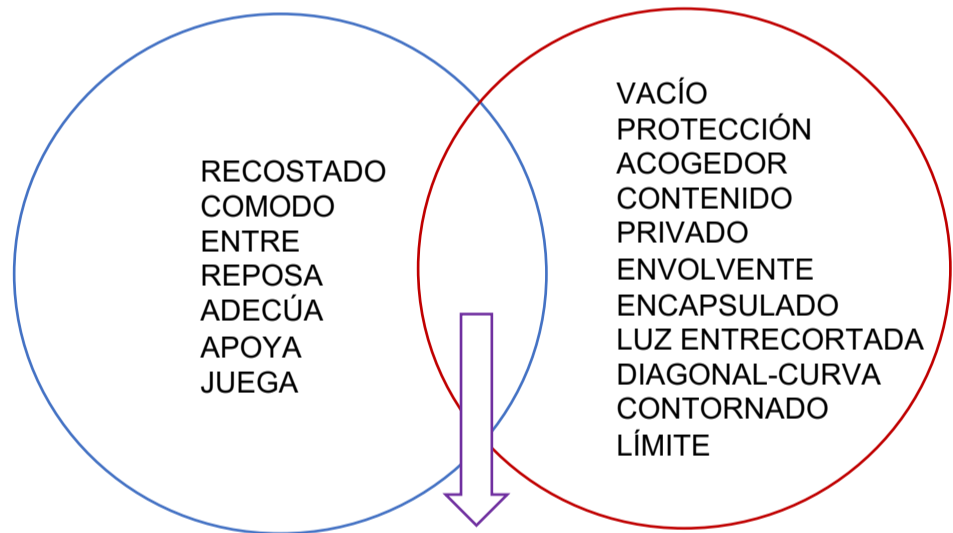 RECOSTADO
COMODO
ENTRE
REPOSA
ADECÚA
APOYA
JUEGA
VACÍO
PROTECCIÓN
ACOGEDOR
CONTENIDO
PRIVADO
ENVOLVENTE
ENCAPSULADO
LUZ ENTRECORTADA
DIAGONAL-CURVA
CONTORNADO
LÍMITE